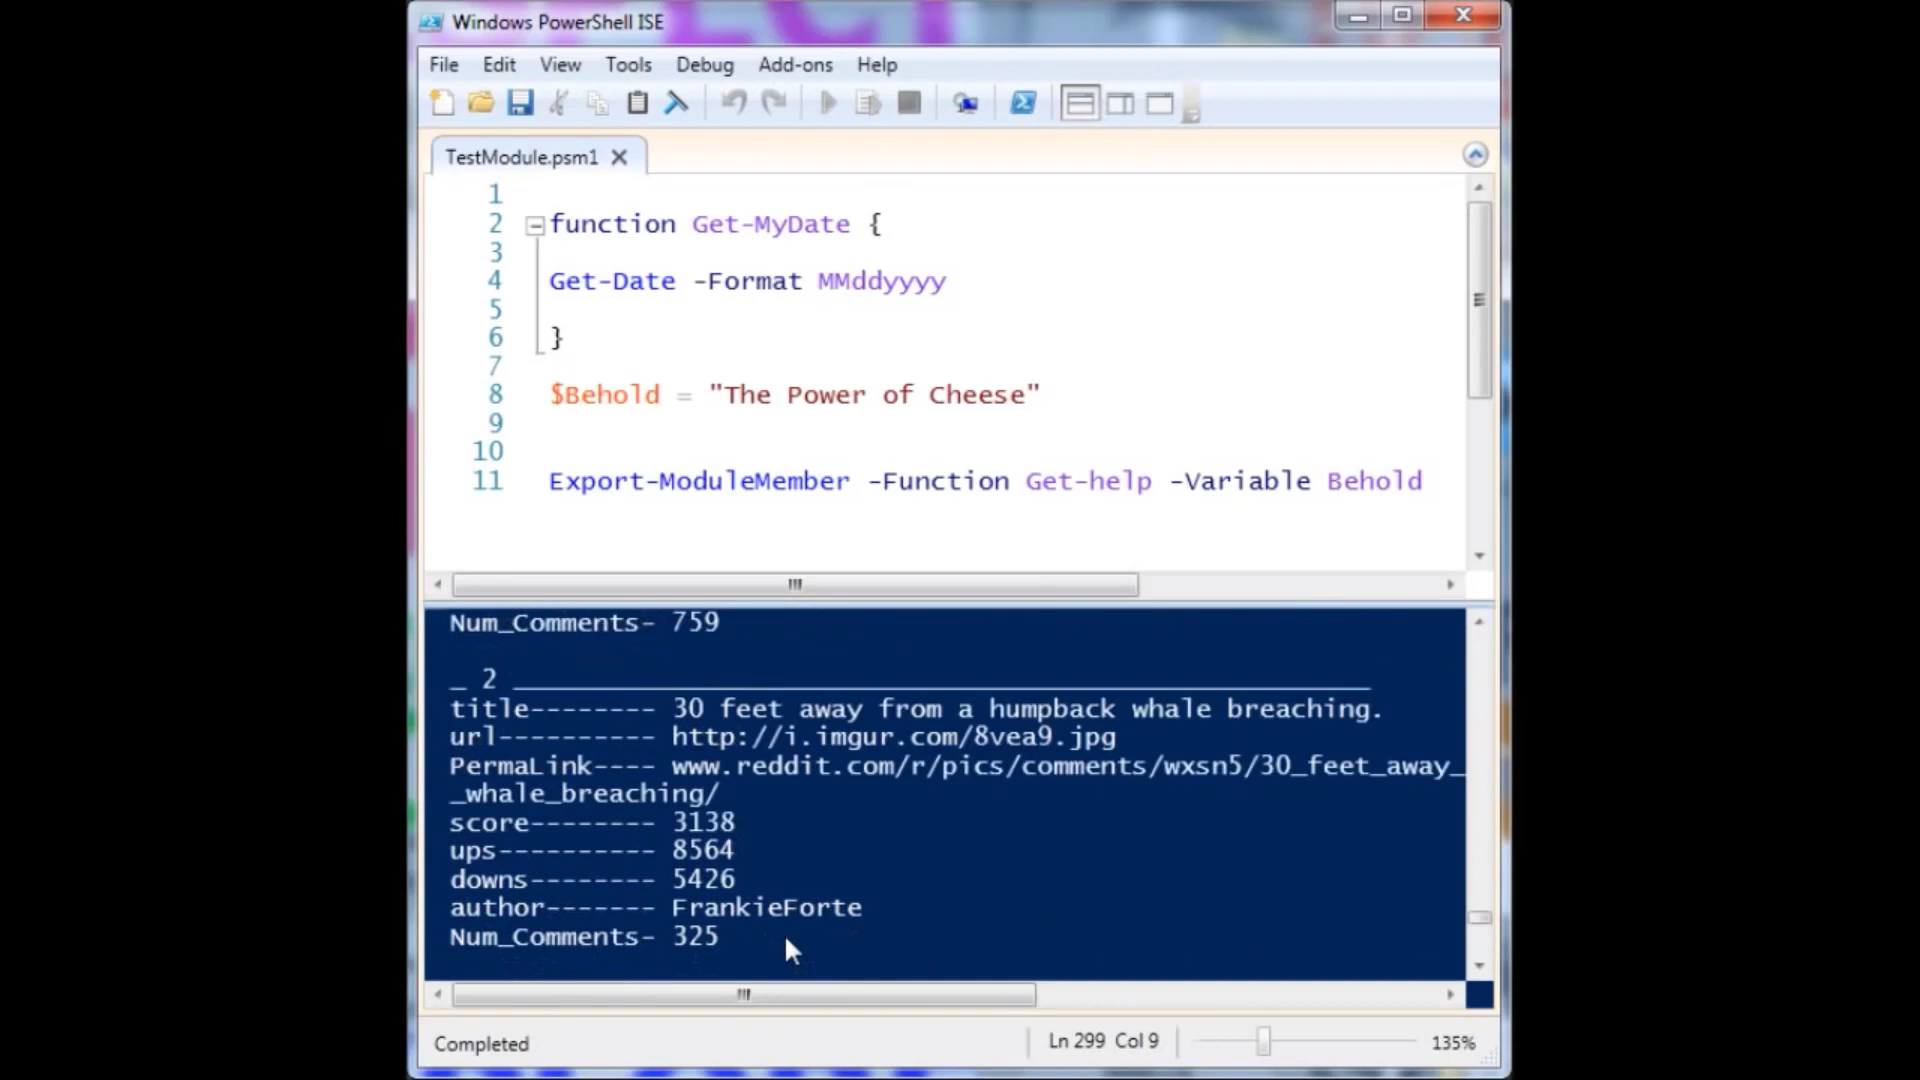 Windows PowerShell ISE
File Edit View Tools Debug Add-ons Help
TestModule.psm1
1
2 function Get-MyDate {
3
4 Get-Date -Format MMddyyyy
5
6 }
7
8 $Behold = "The Power of Cheese"
9
10
11 Export-ModuleMember -Function Get-help -Variable Behold
Num_Comments- 759
_ 2 ______________________________________________________
title-------- 30 feet away from a humpback whale breaching.
url---------- http://i.imgur.com/8vea9.jpg
PermaLink---- www.reddit.com/r/pics/comments/wxsn5/30_feet_away_
_whale_breaching/
score-------- 3138
ups---------- 8564
downs-------- 5426
author------- FrankieForte
Num_Comments- 325
Completed Ln 299 Col 9 135%